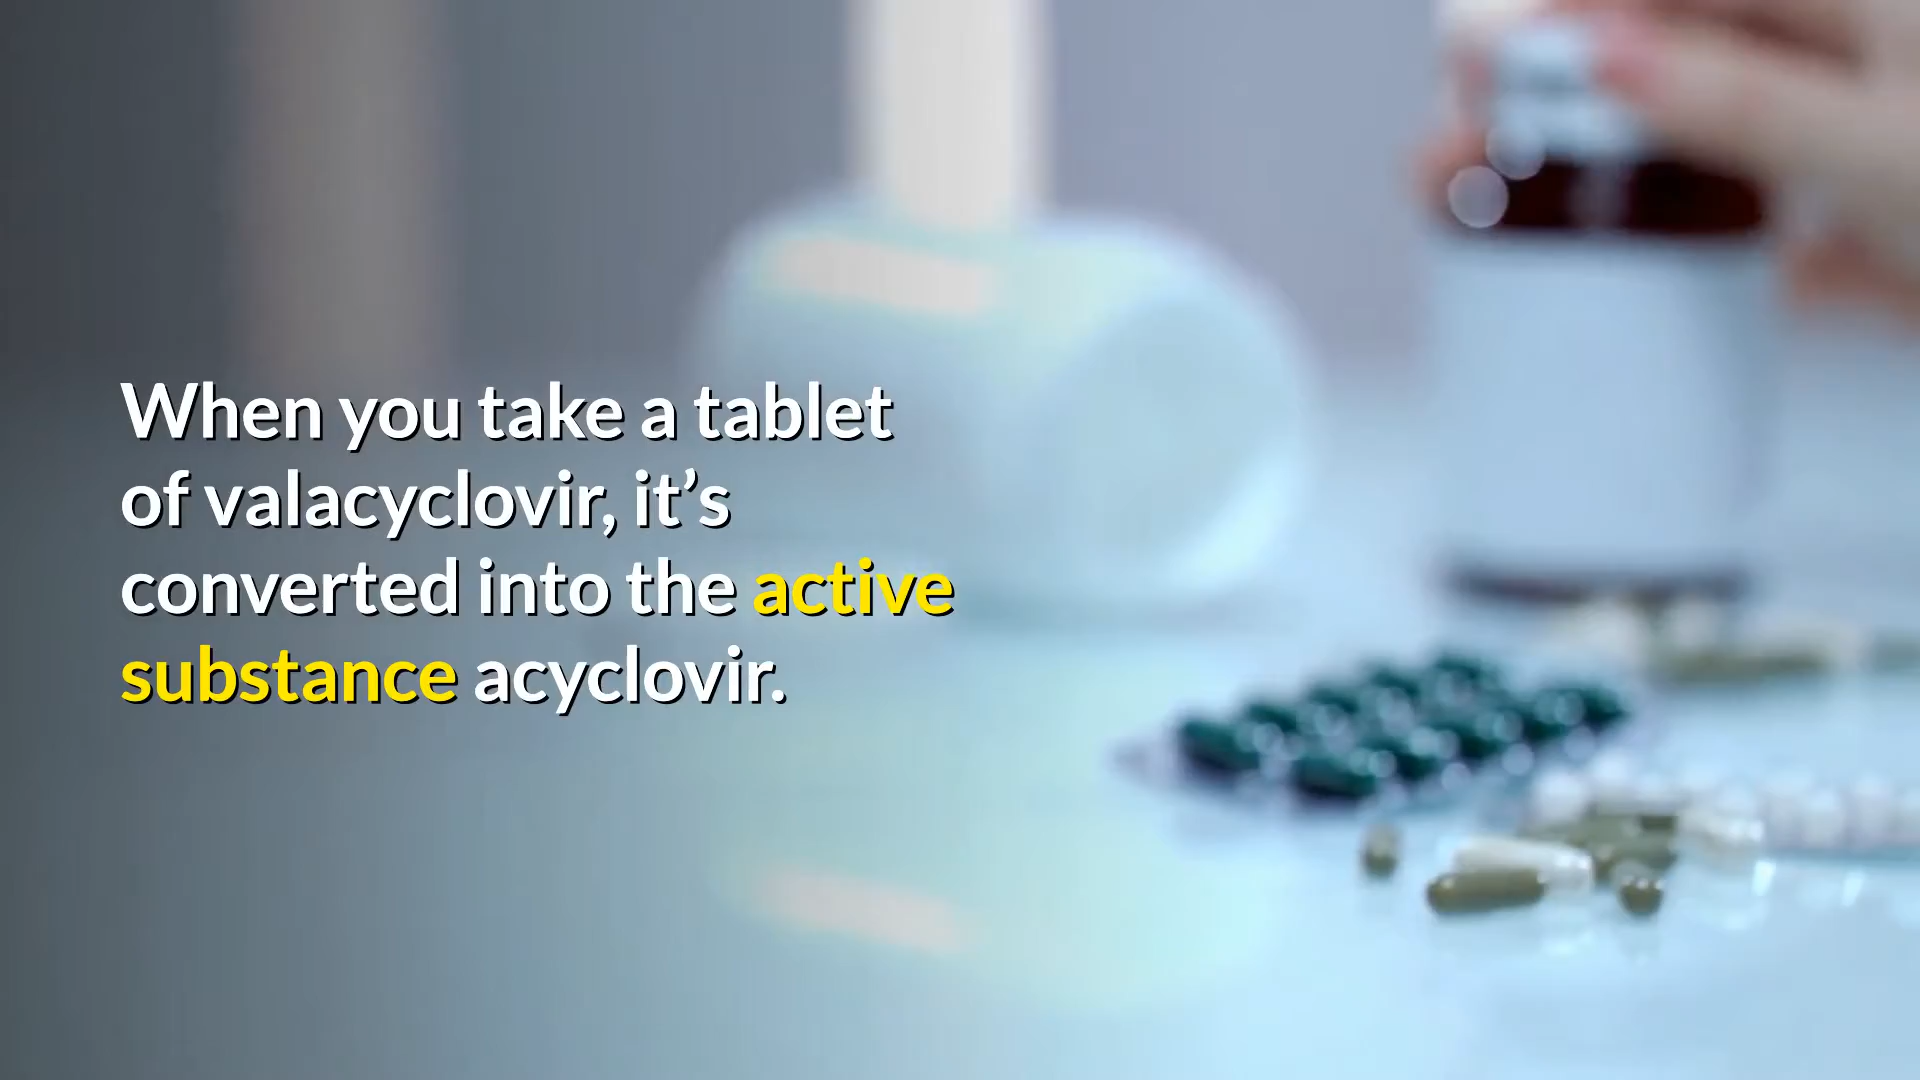 When you take a tablet
of valacyclovir, it’s
converted into the active
substance acyclovir.